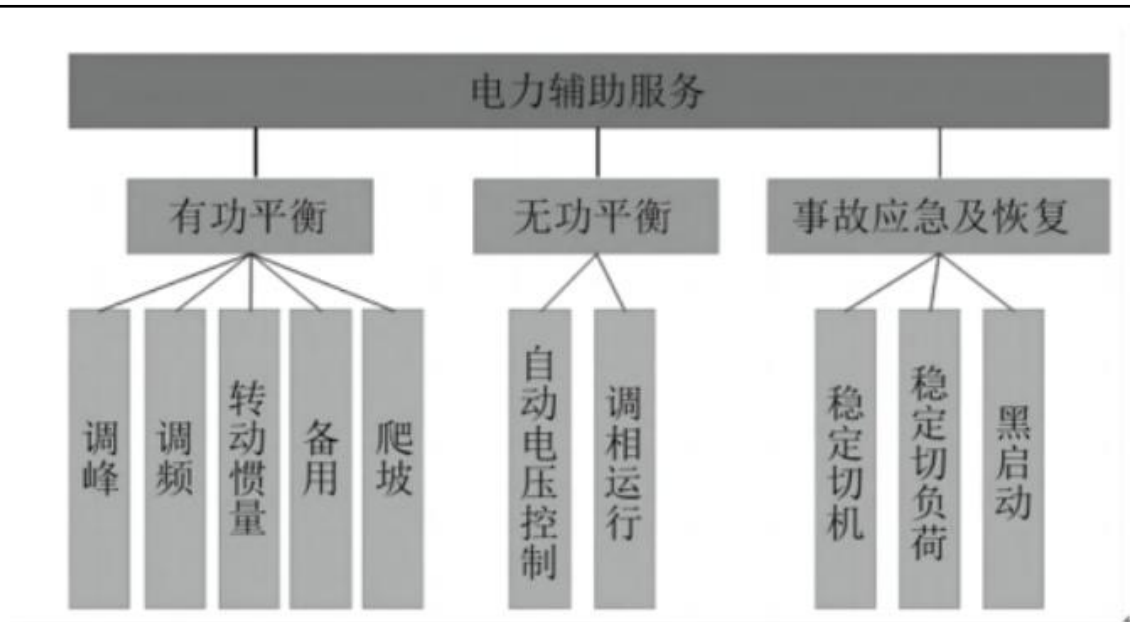 电力辅助服务
有功平衡
无功平衡
事故应急及恢复
调峰
调频
转动惯量
备用
爬坡
自动电压控制
调相运行
稳定切机
稳定切负荷
黑启动